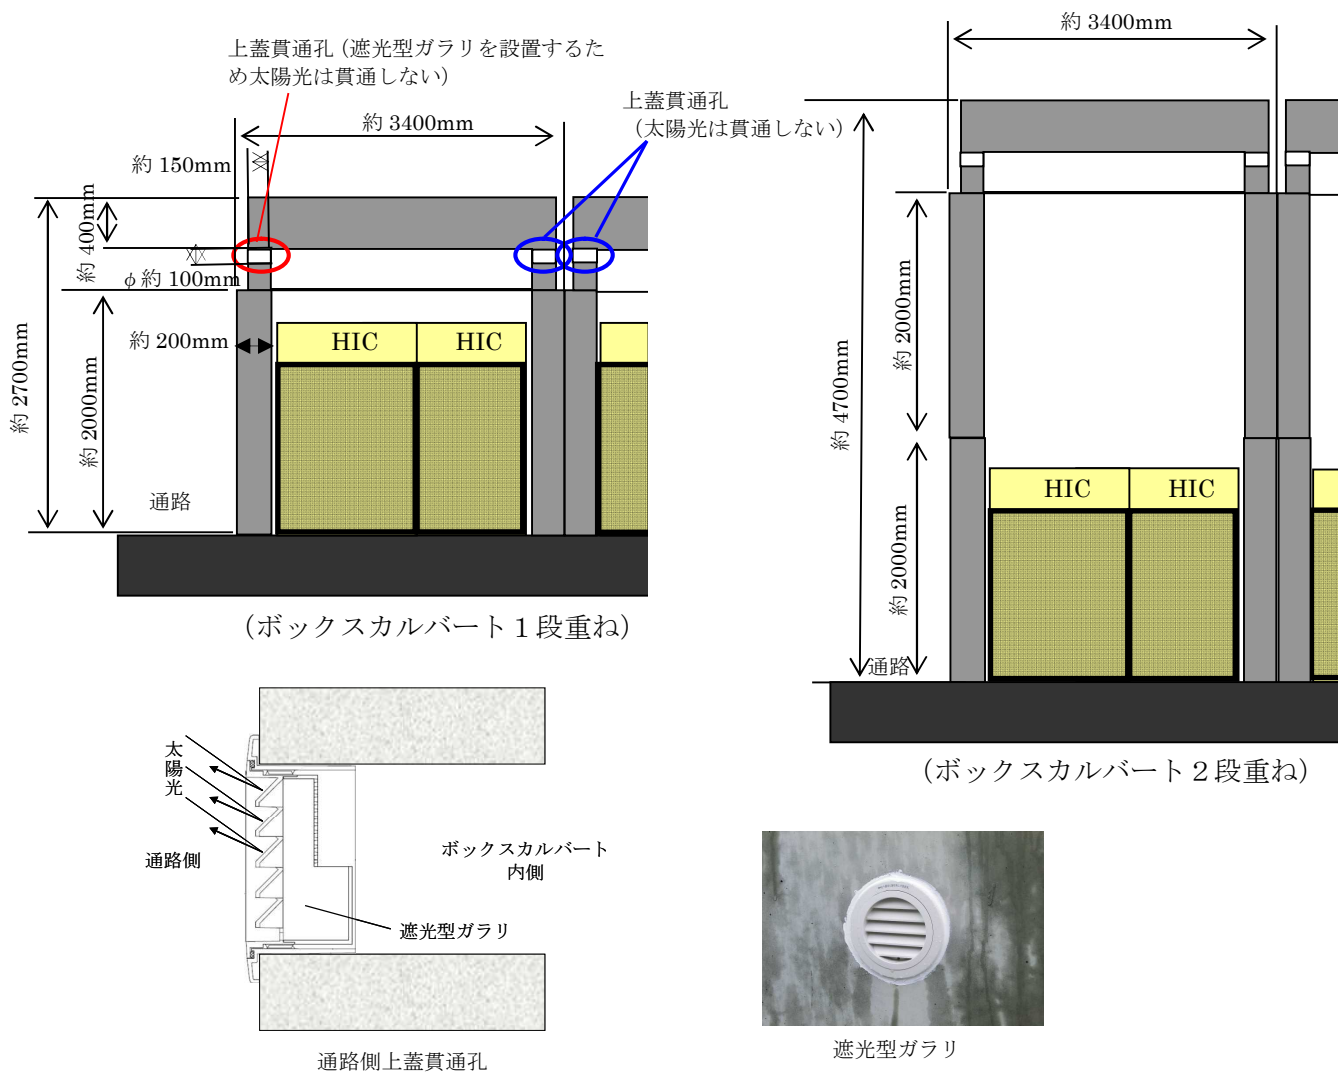 上蓋貫通孔（遮光型ガラリを設置するた
め太陽光は貫通しない）
上蓋貫通孔
（太陽光は貫通しない）
約 3400mm
約 150mm
約 400mm
φ約 100mm
約 200mm
約 2700mm
約 2000mm
通路
HIC
HIC
（ボックスカルバート１段重ね）
約 3400mm
約 4700mm
約 2000mm
約 2000mm
通路
HIC
HIC
（ボックスカルバート２段重ね）
太陽光
通路側
ボックスカルバート
内側
遮光型ガラリ
通路側上蓋貫通孔
遮光型ガラリ